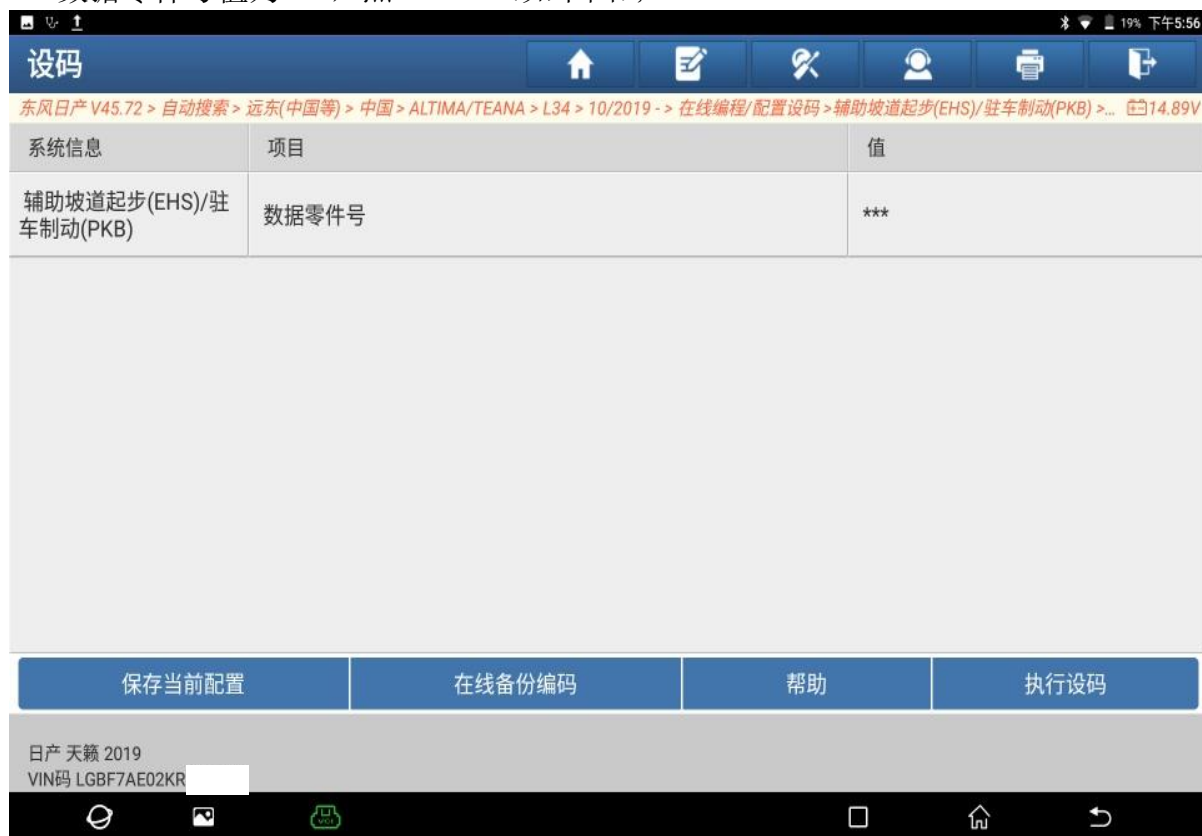 19% 下午5:56
设码
东风日产 V45.72 > 自动搜索 > 远东(中国等) > 中国 > ALTIMA/TEANA > L34 > 10/2019 - > 在线编程/配置设码 >辅助坡道起步(EHS)/驻车制动(PKB) >... 14.89V
系统信息 项目 值
辅助坡道起步(EHS)/驻
车制动(PKB)
数据零件号 ***
保存当前配置 在线备份编码 帮助 执行设码
日产 天籁 2019
VIN码 LGBF7AE02KR
VCI